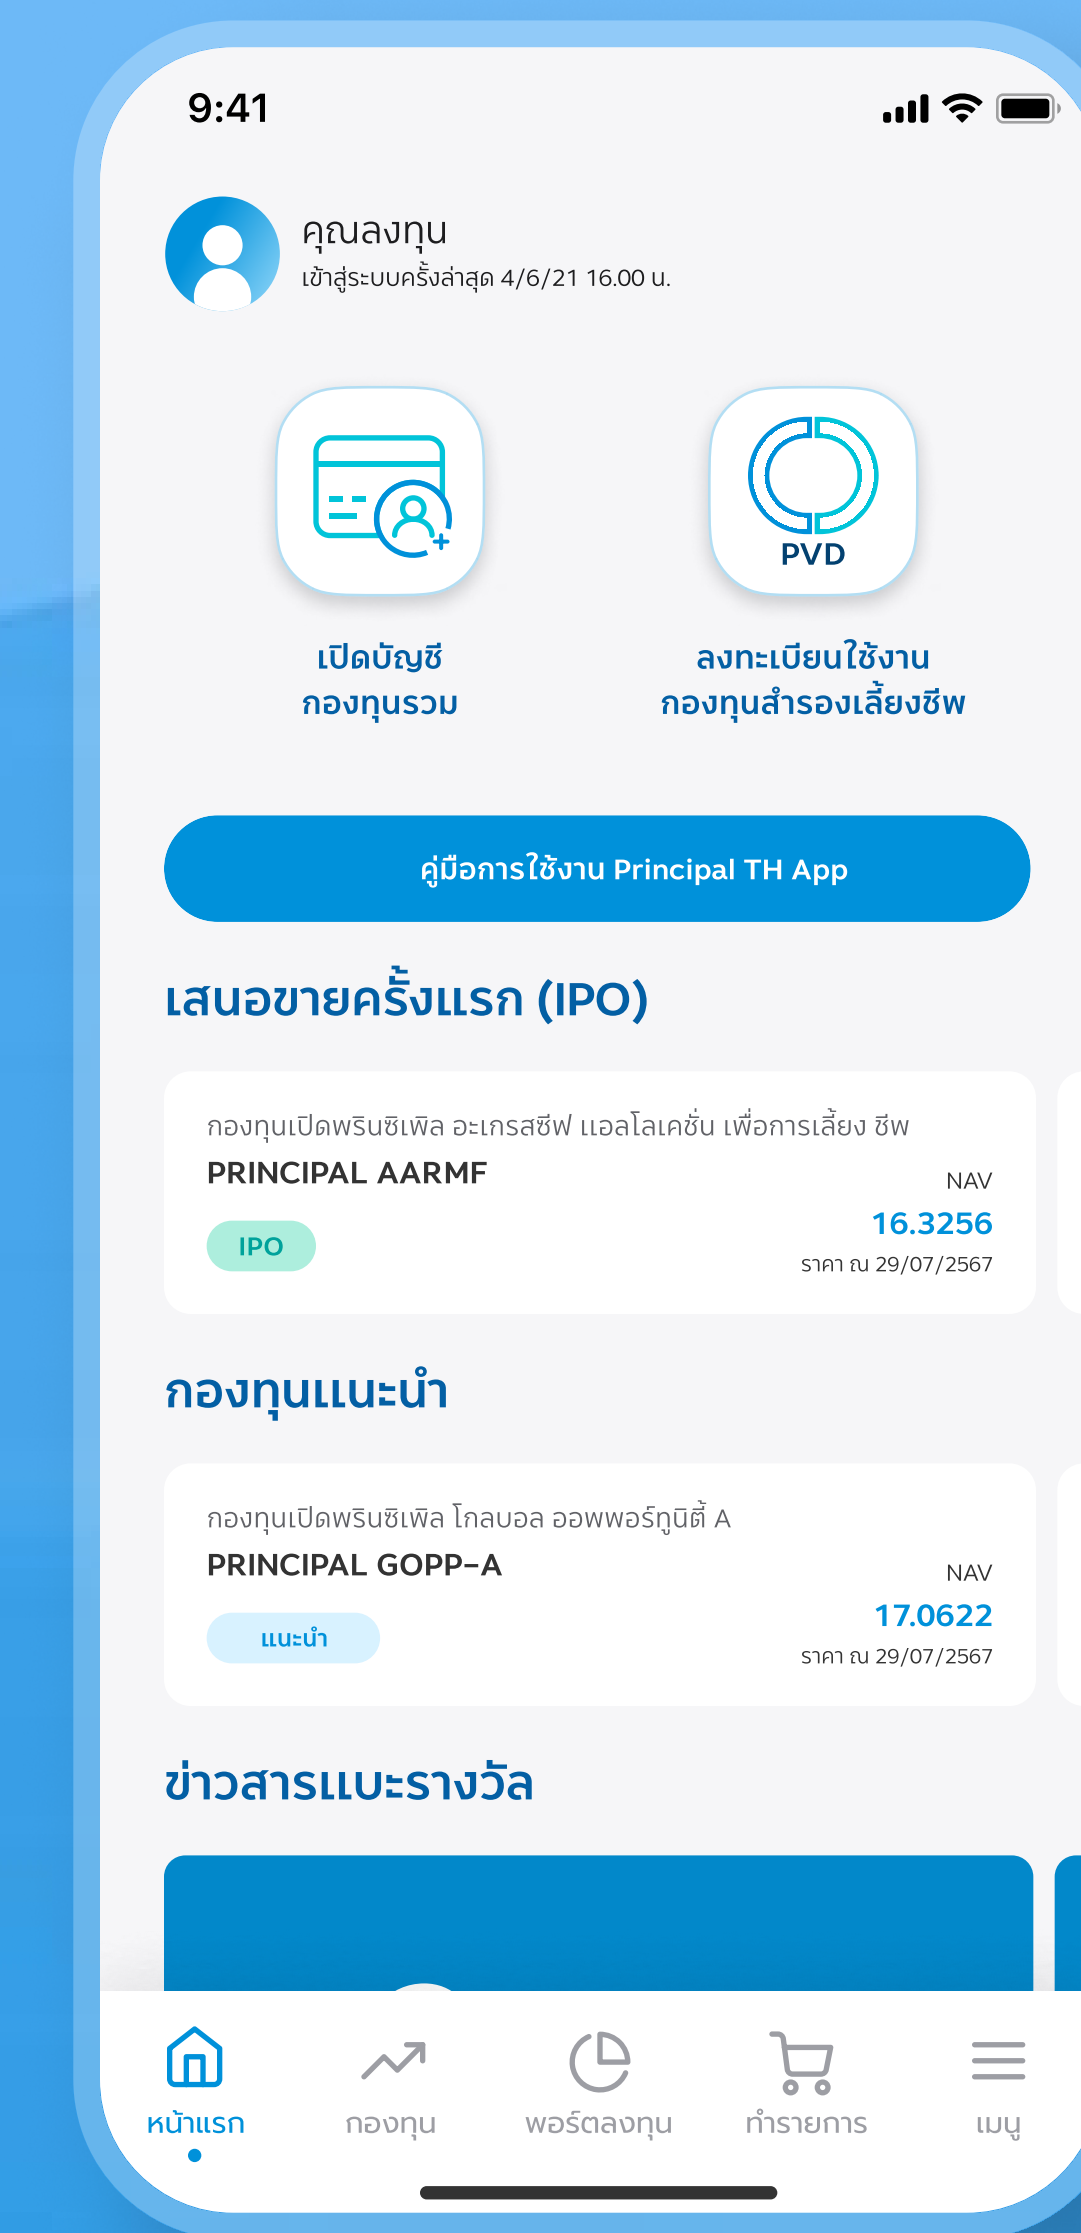 9:41
คุณลงทุน
เข้าสู่ระบบครั้งล่าสุด 4/6/21 16.00 น.
PVD
เปิดบัญชี
กองทุนรวม
ลงทะเบียนใช้งาน
กองทุนสำรองเลี้ยงชีพ
คู่มือการใช้งาน Principal TH App
เสนอขายครั้งแรก (IPO)
กองทุนเปิดพรินซิเพิล อะเกรสซีฟ แอลโลเคชั่น เพื่อการเลี้ยง ชีพ
PRINCIPAL AARMF
NAV
16.3256
IPO
ราคา ณ 29/07/2567
กองทุนแนะนำ
กองทุนเปิดพรินซิเพิล โกลบอล ออพพอร์ทูนิตี้ A
PRINCIPAL GOPP-A
NAV
17.0622
แนะนำ
ราคา ณ 29/07/2567
ข่าวสารแบะรางวัล
หน้าแรก
กองทุน
พอร์ตลงทุน
ทำรายการ
เมนู